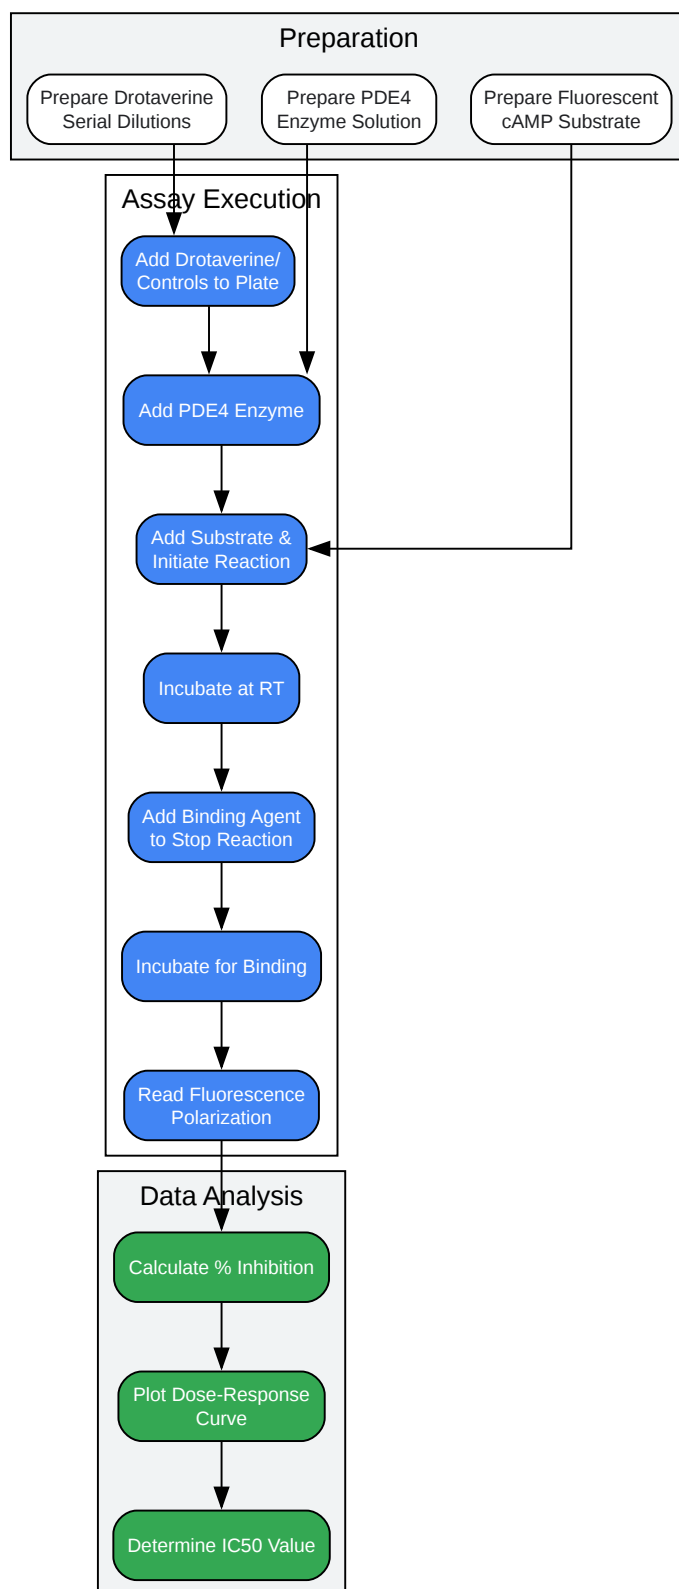 Preparation
Prepare Drotaverine
Serial Dilutions
Prepare PDE4
Enzyme Solution
Prepare Fluorescent
cAMP Substrate
Assay Execution
Add Drotaverine/
Controls to Plate
Add PDE4 Enzyme
Add Substrate &
Initiate Reaction
Incubate at RT
Add Binding Agent
to Stop Reaction
Incubate for Binding
Read Fluorescence
Polarization
Data Analysis
Calculate % Inhibition
Plot Dose-Response
Curve
Determine IC50 Value